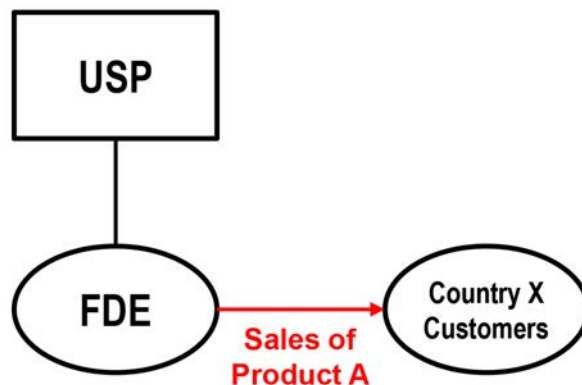 USP
FDE
Sales of
Product A
Country X
Customers